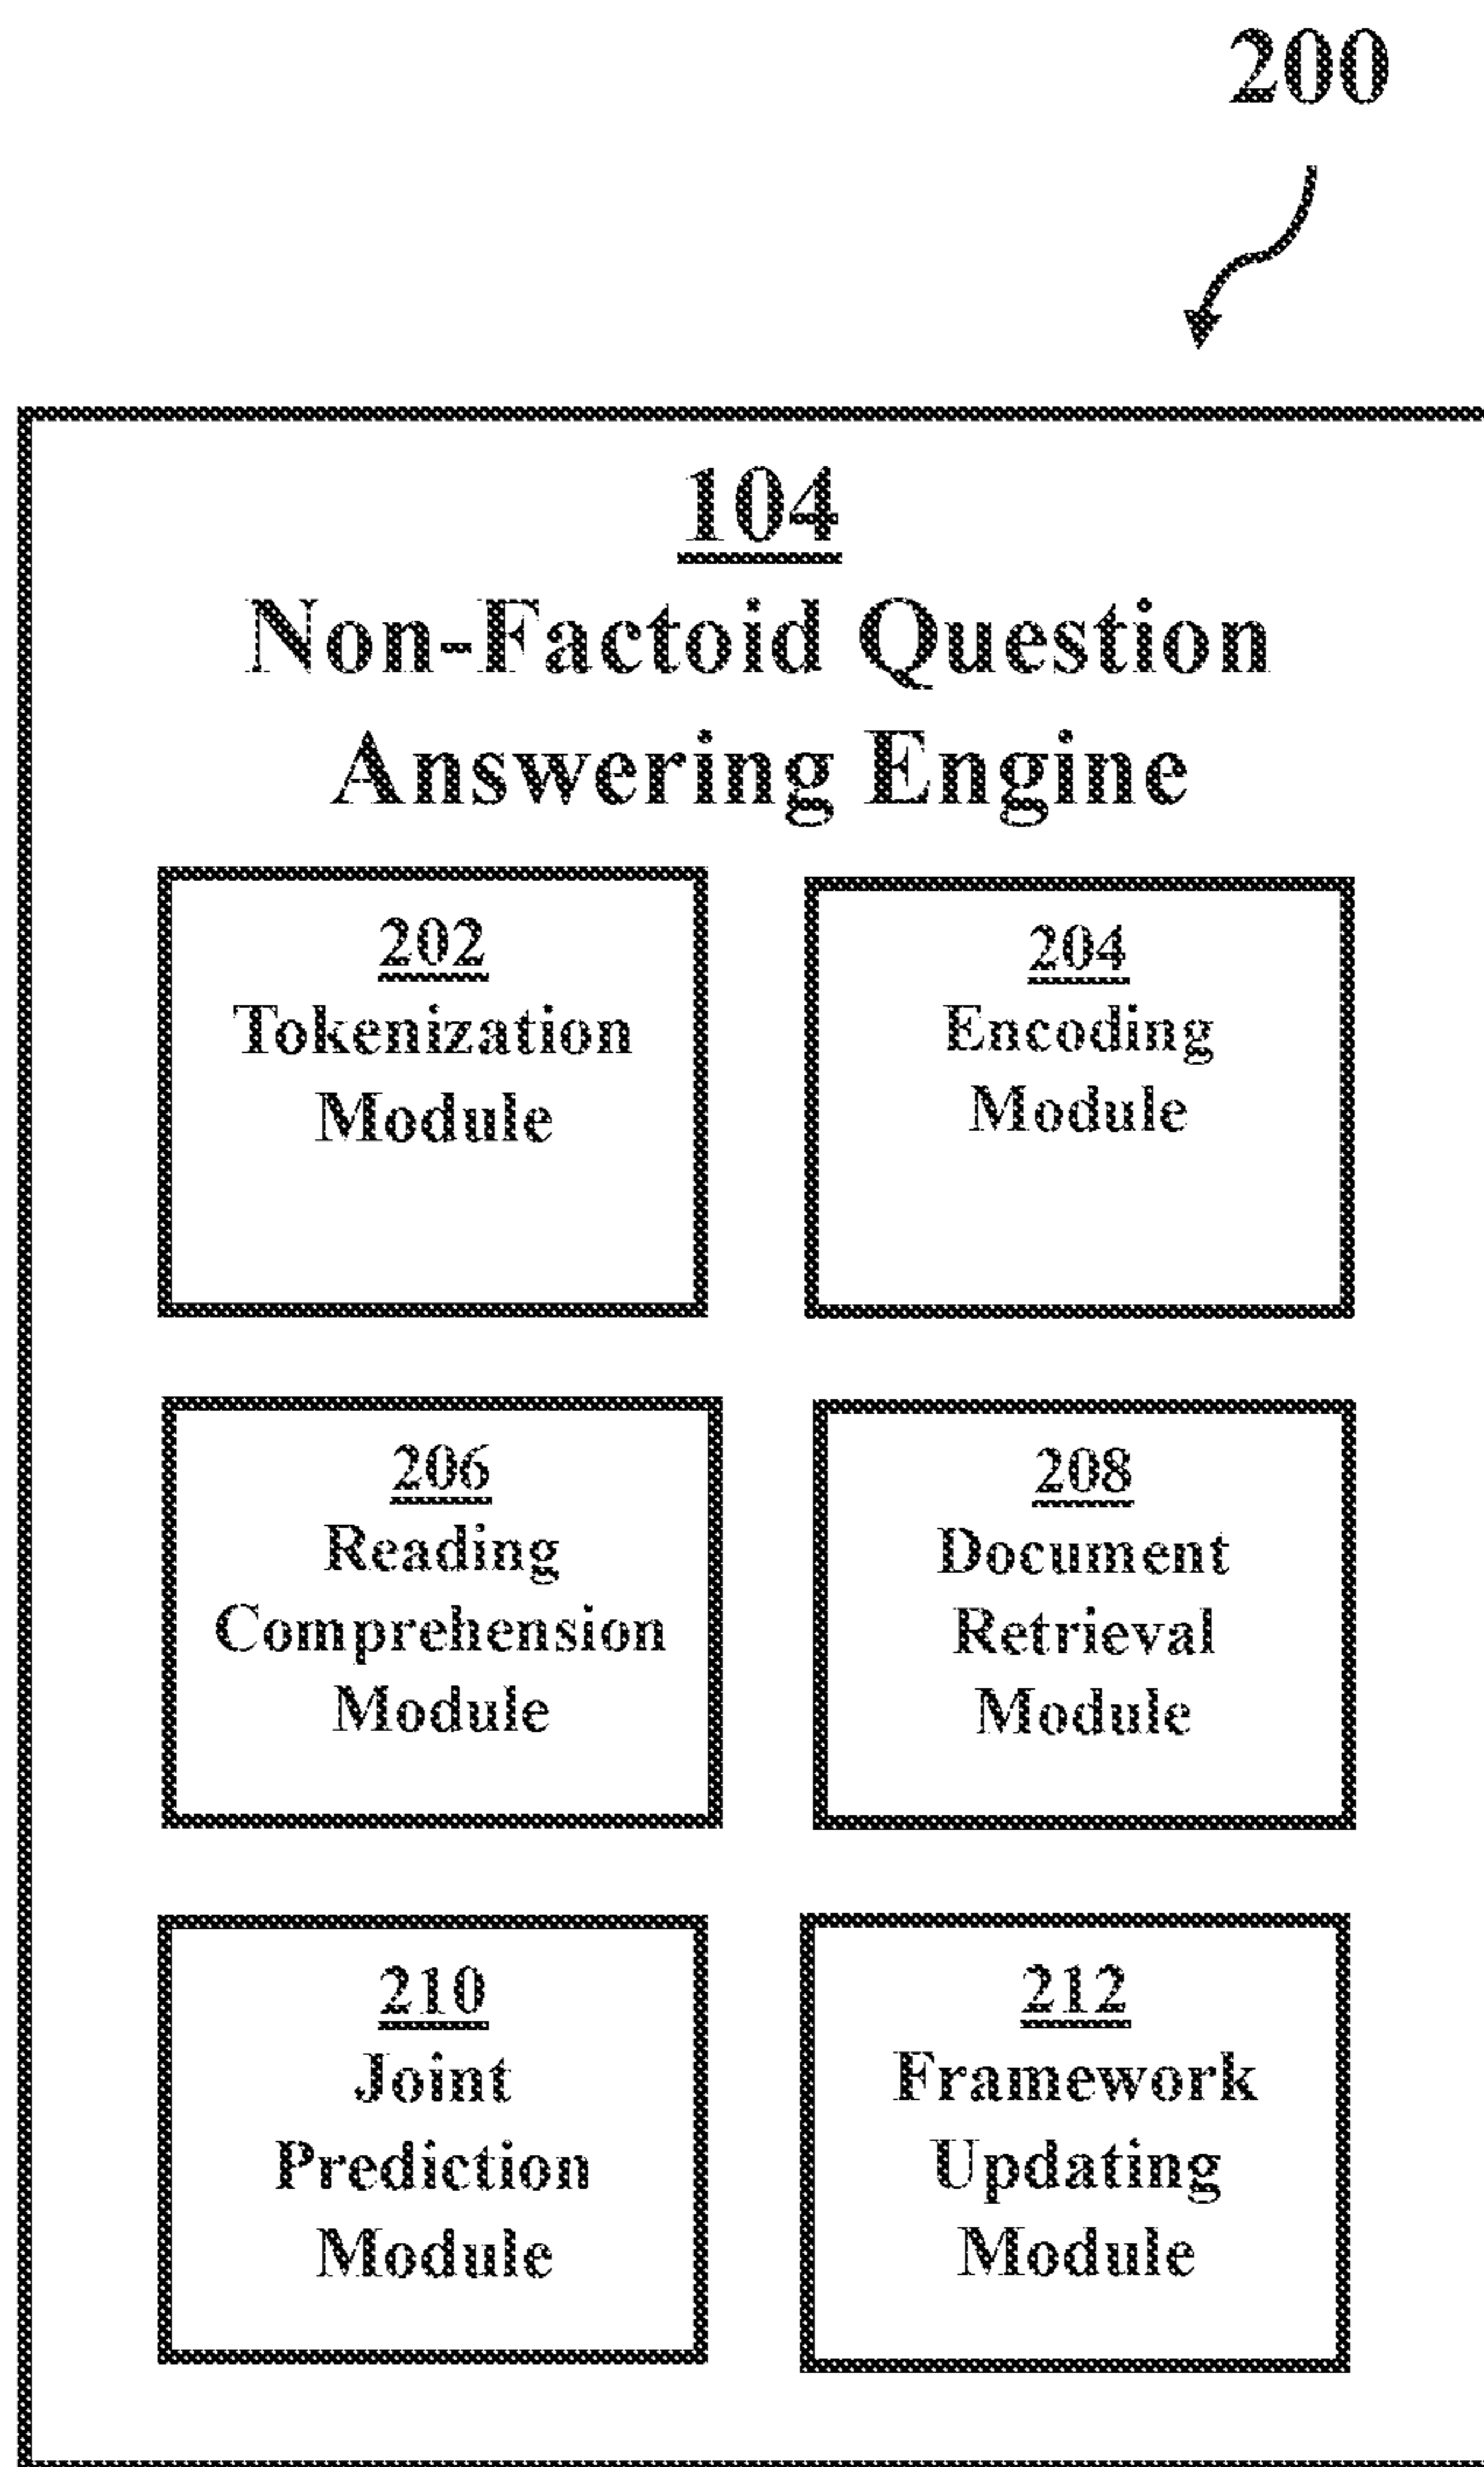 200
104
Non-Factoid Question
Answering Engine
202
Tokenization
Module
204
Encoding
Module
206
Reading
Comprehension
Module
208
Document
Retrieval
Module
210
Joint
Prediction
Module
212
Framework
Updating
Module